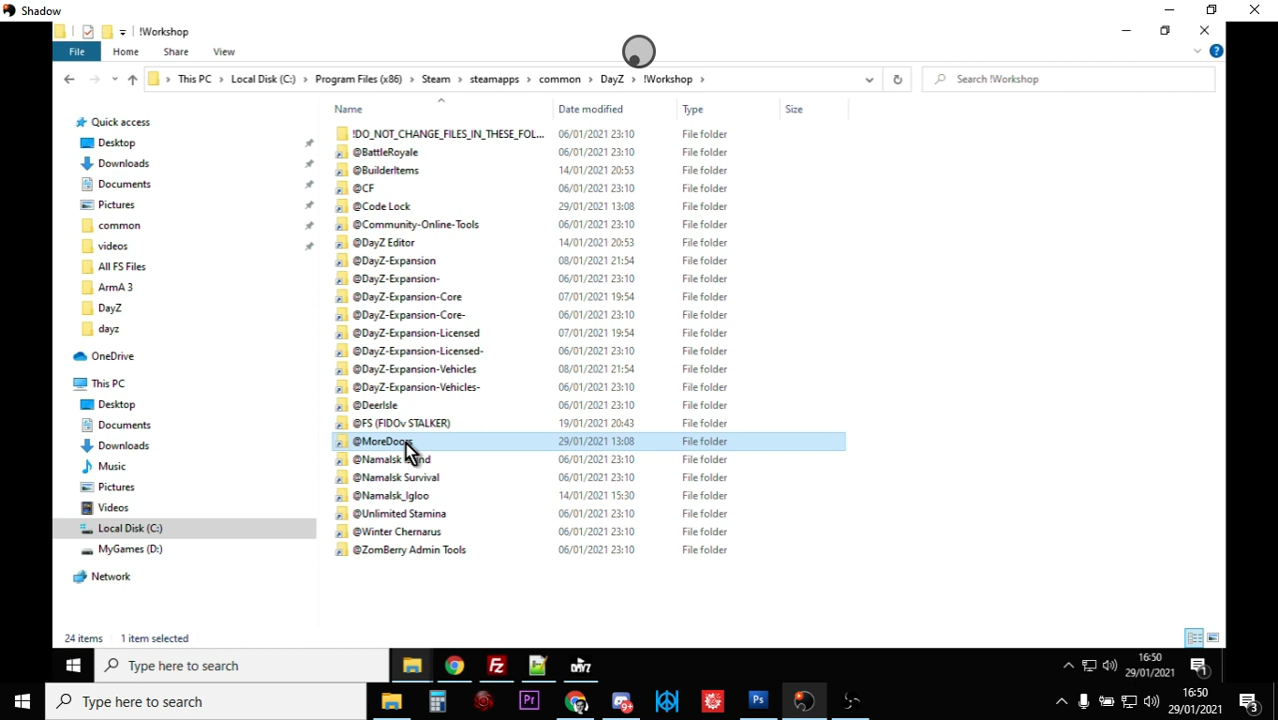 Shadow
!Workshop
File Home Share View
This PC Local Disk (C:) Program Files (x86) Steam steamapps common DayZ !Workshop
Search !Workshop
Name Date modified Type Size
!DO_NOT_CHANGE_FILES_IN_THESE_FOL... 06/01/2021 23:10 File folder
@BattleRoyale 06/01/2021 23:10 File folder
@BuilderItems 14/01/2021 20:53 File folder
@CF 06/01/2021 23:10 File folder
@Code Lock 29/01/2021 13:08 File folder
@Community-Online-Tools 06/01/2021 23:10 File folder
@DayZ Editor 14/01/2021 20:53 File folder
@DayZ-Expansion 08/01/2021 21:54 File folder
@DayZ-Expansion- 06/01/2021 23:10 File folder
@DayZ-Expansion-Core 07/01/2021 19:54 File folder
@DayZ-Expansion-Core- 06/01/2021 23:10 File folder
@DayZ-Expansion-Licensed 07/01/2021 19:54 File folder
@DayZ-Expansion-Licensed- 06/01/2021 23:10 File folder
@DayZ-Expansion-Vehicles 08/01/2021 21:54 File folder
@DayZ-Expansion-Vehicles- 06/01/2021 23:10 File folder
@DeerIsle 06/01/2021 23:10 File folder
@FS (FIDOv STALKER) 19/01/2021 20:43 File folder
@MoreDoors 29/01/2021 13:08 File folder
@Namalsk Island 06/01/2021 23:10 File folder
@Namalsk Survival 06/01/2021 23:10 File folder
@Namalsk_Igloo 14/01/2021 15:30 File folder
@Unlimited Stamina 06/01/2021 23:10 File folder
@Winter Chernarus 06/01/2021 23:10 File folder
@ZomBerry Admin Tools 06/01/2021 23:10 File folder
Quick access
Desktop
Downloads
Documents
Pictures
common
videos
All FS Files
ArmA 3
DayZ
dayz
OneDrive
This PC
Desktop
Documents
Downloads
Music
Pictures
Videos
Local Disk (C:)
MyGames (D:)
Network
24 items 1 item selected
Type here to search
16:50
29/01/2021
1
Type here to search
16:50
29/01/2021
3